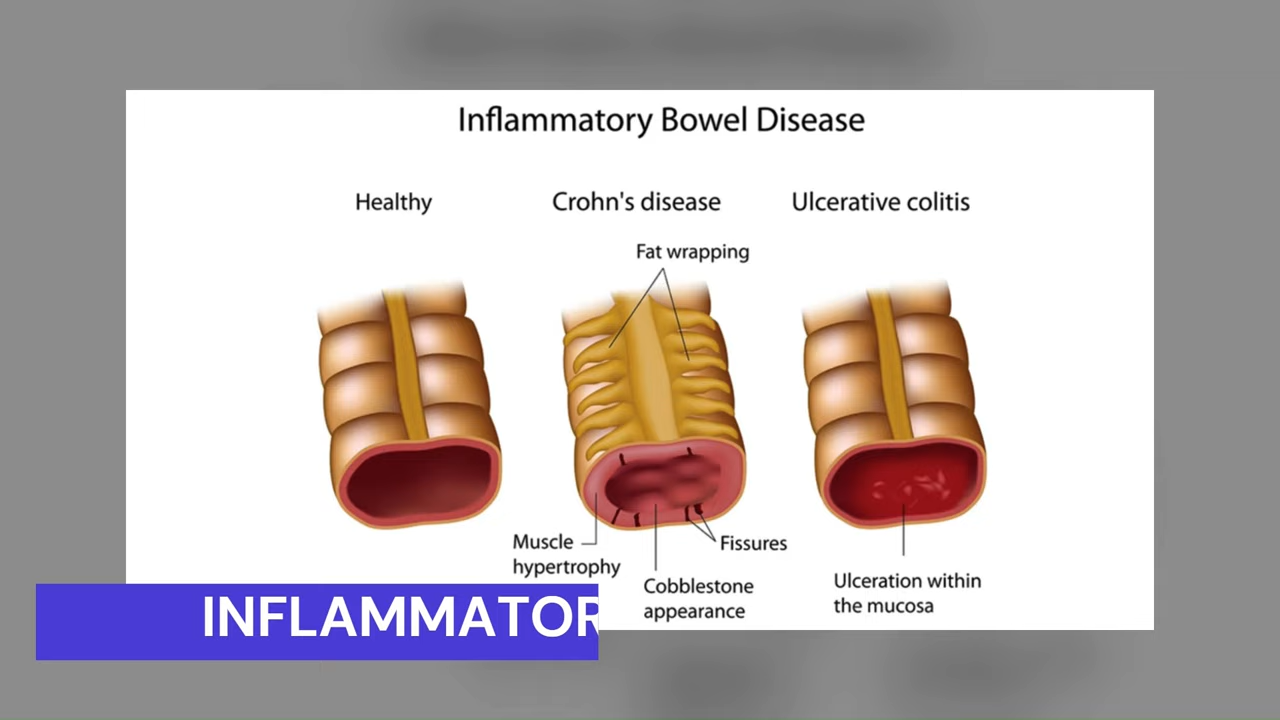 Inflammatory Bowel Disease
Healthy
Crohn's disease
Ulcerative colitis
Fat wrapping
Muscle
hypertrophy
Fissures
Cobblestone
appearance
Ulceration within
the mucosa
INFLAMMATOR